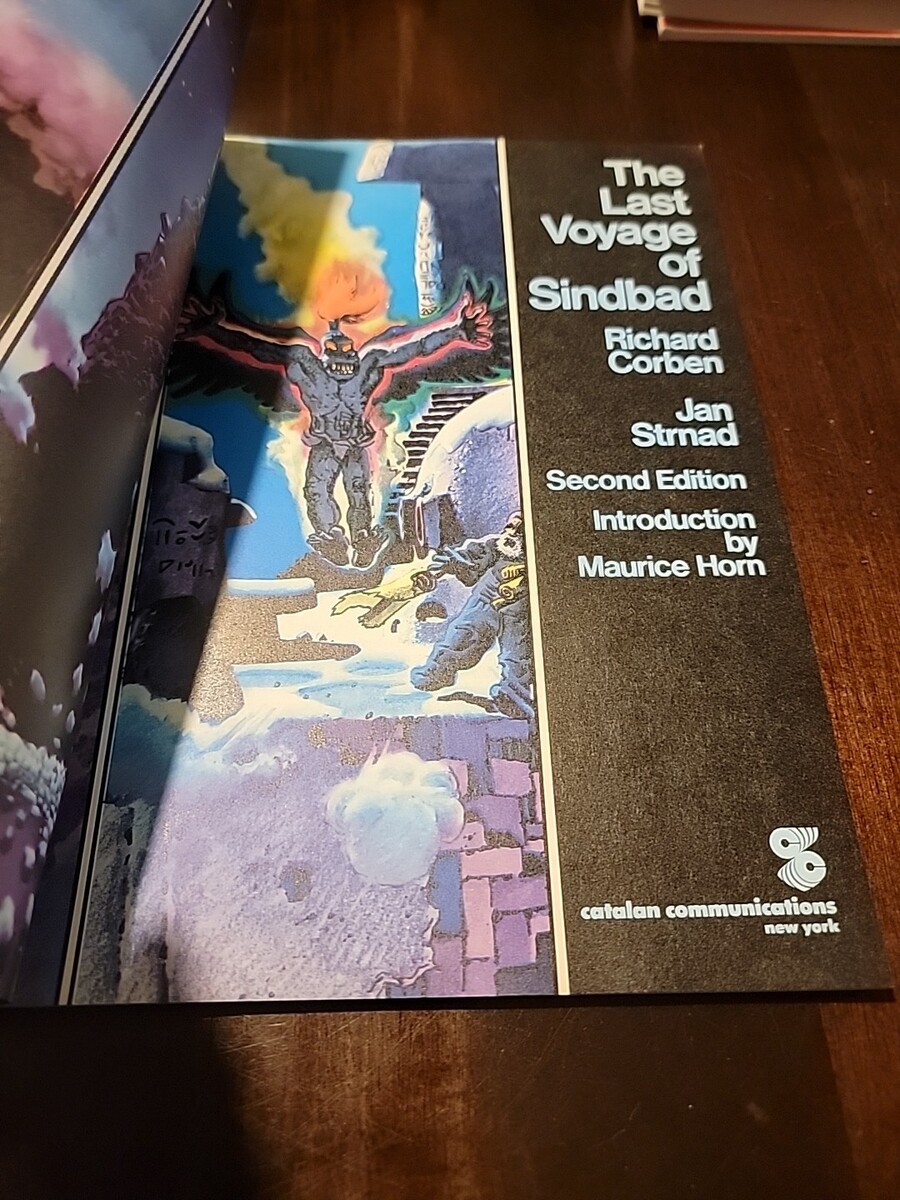 The
Last
Voyage
of
Sindbad
Richard
Corben
Jan
Strnad
Second Edition
Introduction
by
Maurice Horn
catalan communications
new york